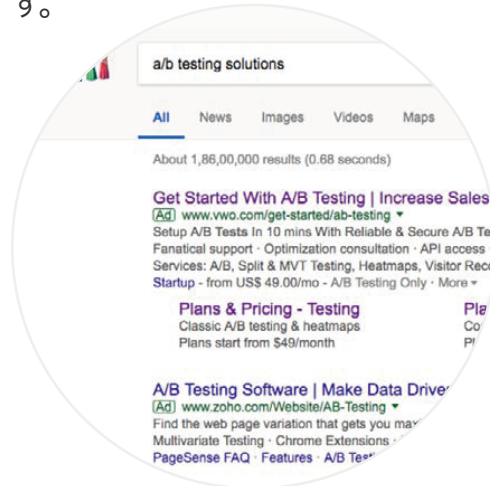 す。
a/b testing solutions
All News Images Videos Maps
About 1,86,00,000 results (0.68 seconds)
Get Started With A/B Testing | Increase Sales
Ad www.vwo.com/get-started/ab-testing
Setup A/B Tests In 10 mins With Reliable & Secure A/B
Fanatical support · Optimization consultation · API access
Services: A/B, Split & MVT Testing, Heatmaps, Visitor
Startup - from US$ 49.00/mo - A/B Testing Only · More
Plans & Pricing - Testing
Classic A/B testing & heatmaps
Plans start from $49/month
A/B Testing Software | Make Data
Ad www.zoho.com/Website/AB-Testing
Find the web page variation that gets you
Multivariate Testing · Chrome Extensions ·
PageSense FAQ · Features · A/B